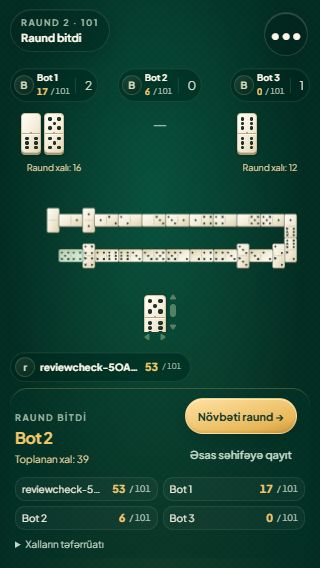 RAUND 2 · 101
Raund bitdi
B Bot 1 17 /101 2
B Bot 2 6 /101 0
B Bot 3 0 /101 1
—
Raund xalı: 16
Raund xalı: 12
r reviewcheck-5OA... 53 /101
RAUND BİTDİ
Bot 2
Toplanan xal: 39
Növbəti raund →
Əsas səhifəyə qayıt
reviewcheck-5... 53 /101
Bot 1 17 /101
Bot 2 6 /101
Bot 3 0 /101
▶ Xalların təfərrüatı